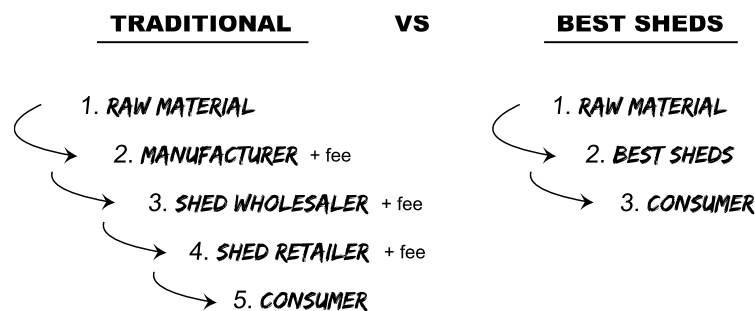 TRADITIONAL VS BEST SHEDS
1. RAW MATERIAL
2. MANUFACTURER + fee
3. SHED WHOLESALER + fee
4. SHED RETAILER + fee
5. CONSUMER
1. RAW MATERIAL
2. BEST SHEDS
3. CONSUMER